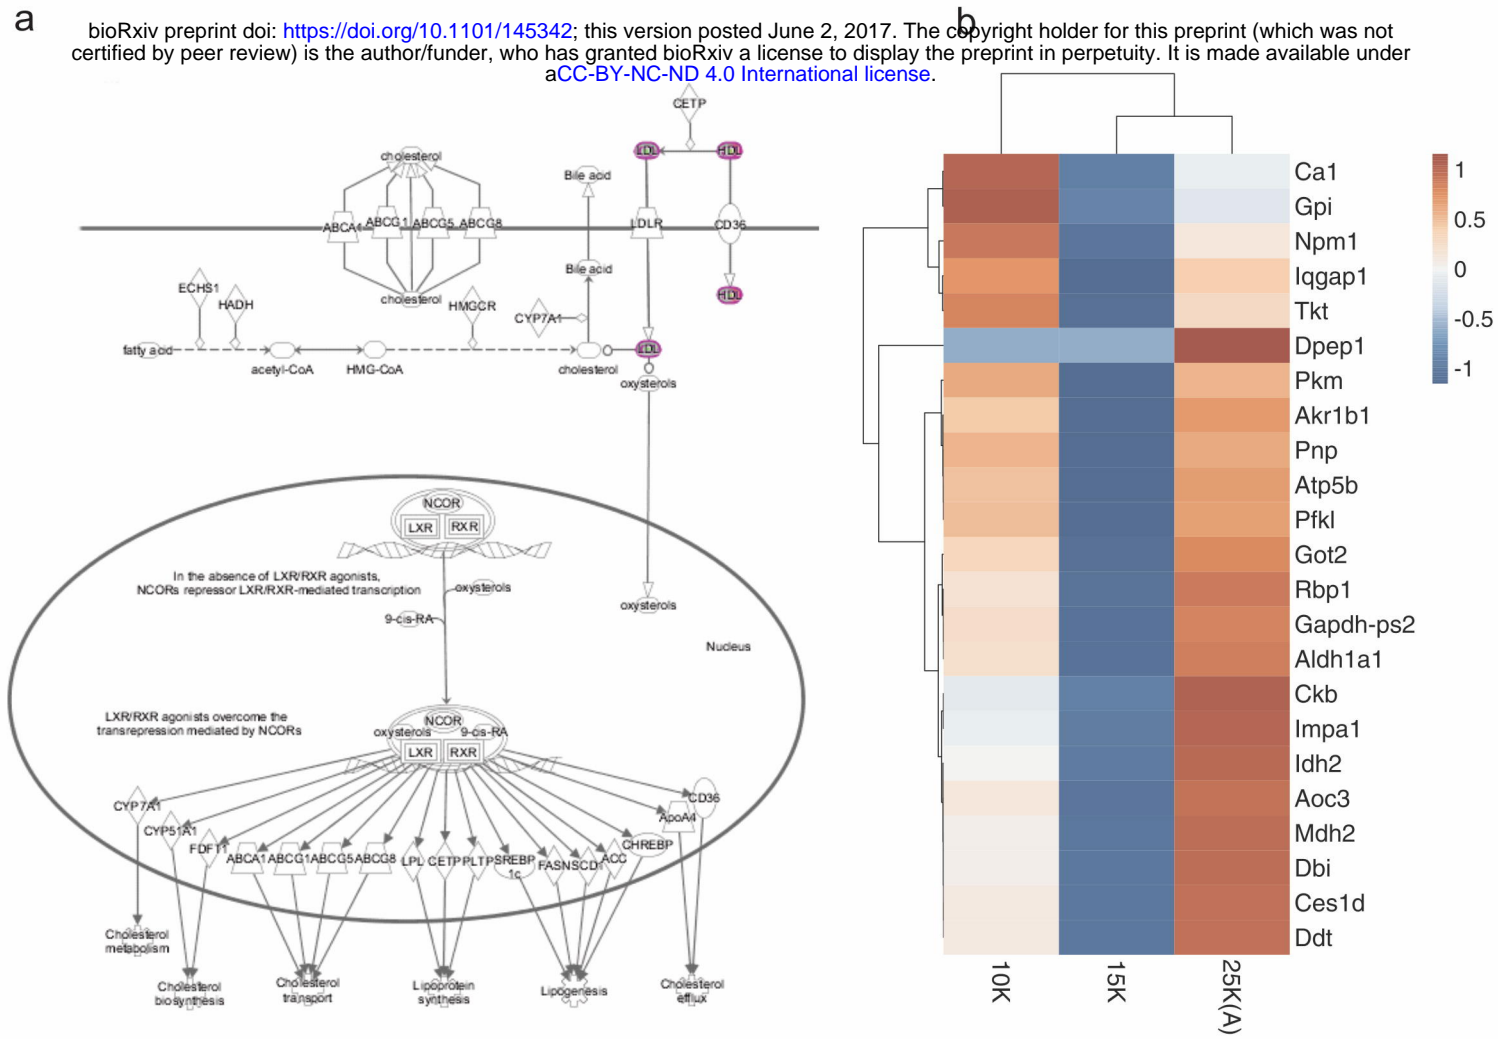 a
b
bioRxiv preprint doi: https://doi.org/10.1101/145342; this version posted June 2, 2017. The copyright holder for this preprint (which was not
certified by peer review) is the author/funder, who has granted bioRxiv a license to display the preprint in perpetuity. It is made available under
aCC-BY-NC-ND 4.0 International license.
CETP
LDL
HDL
cholesterol
Bile acid
ABCA1
ABCG1
ABCG5
ABCG8
LDLR
CD36
Bile acid
HDL
ECHS1
HADH
cholesterol
HMGCR
CYP7A1
fatty acid
acetyl-CoA
HMG-CoA
cholesterol
LDL
oxysterols
NCOR
LXR
RXR
In the absence of LXR/RXR agonists,
NCORs repressor LXR/RXR-mediated transcription
oxysterols
9-cis-RA
oxysterols
Nucleus
LXR/RXR agonists overcome the
transrepression mediated by NCORs
NCOR
oxysterols
9-cis-RA
LXR
RXR
CYP7A1
CYP51A1
FDFT1
ABCA1
ABCG1
ABCG5
ABCG8
LPL
CETP
PLTP
SREBP
1c
FASN
SCD1
ACC
CHREBP
ApoA4
CD36
Cholesterol
metabolism
Cholesterol
biosynthesis
Cholesterol
transport
Lipoprotein
synthesis
Lipogenesis
Cholesterol
efflux
Ca1
Gpi
Npm1
Iqgap1
Tkt
Dpep1
Pkm
Akr1b1
Pnp
Atp5b
Pfkl
Got2
Rbp1
Gapdh-ps2
Aldh1a1
Ckb
Impa1
Idh2
Aoc3
Mdh2
Dbi
Ces1d
Ddt
10K
15K
25K(A)
1
0.5
0
-0.5
-1